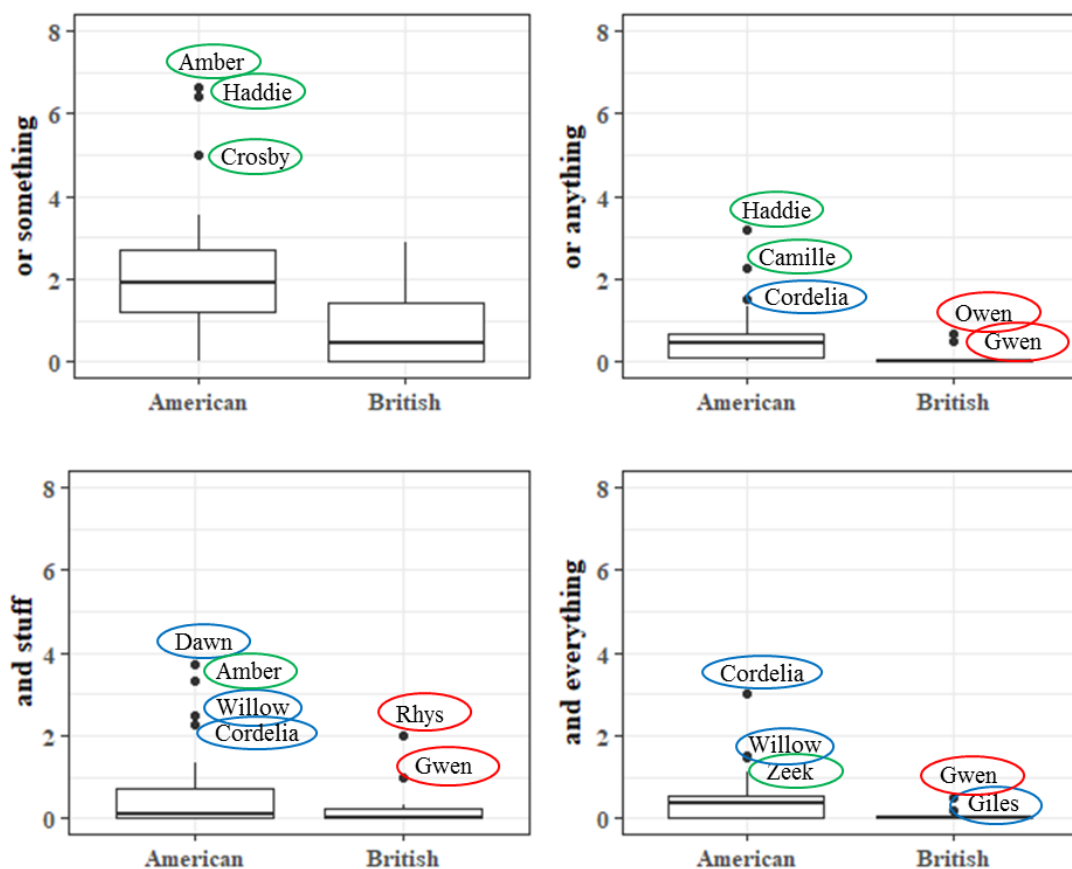 or something
8
6
4
2
0
Amber
Haddie
Crosby
American
British
or anything
8
6
4
2
0
Haddie
Camille
Cordelia
Owen
Gwen
American
British
and stuff
8
6
4
2
0
Dawn
Amber
Willow
Cordelia
Rhys
Gwen
American
British
and everything
8
6
4
2
0
Cordelia
Willow
Zeek
Gwen
Giles
American
British